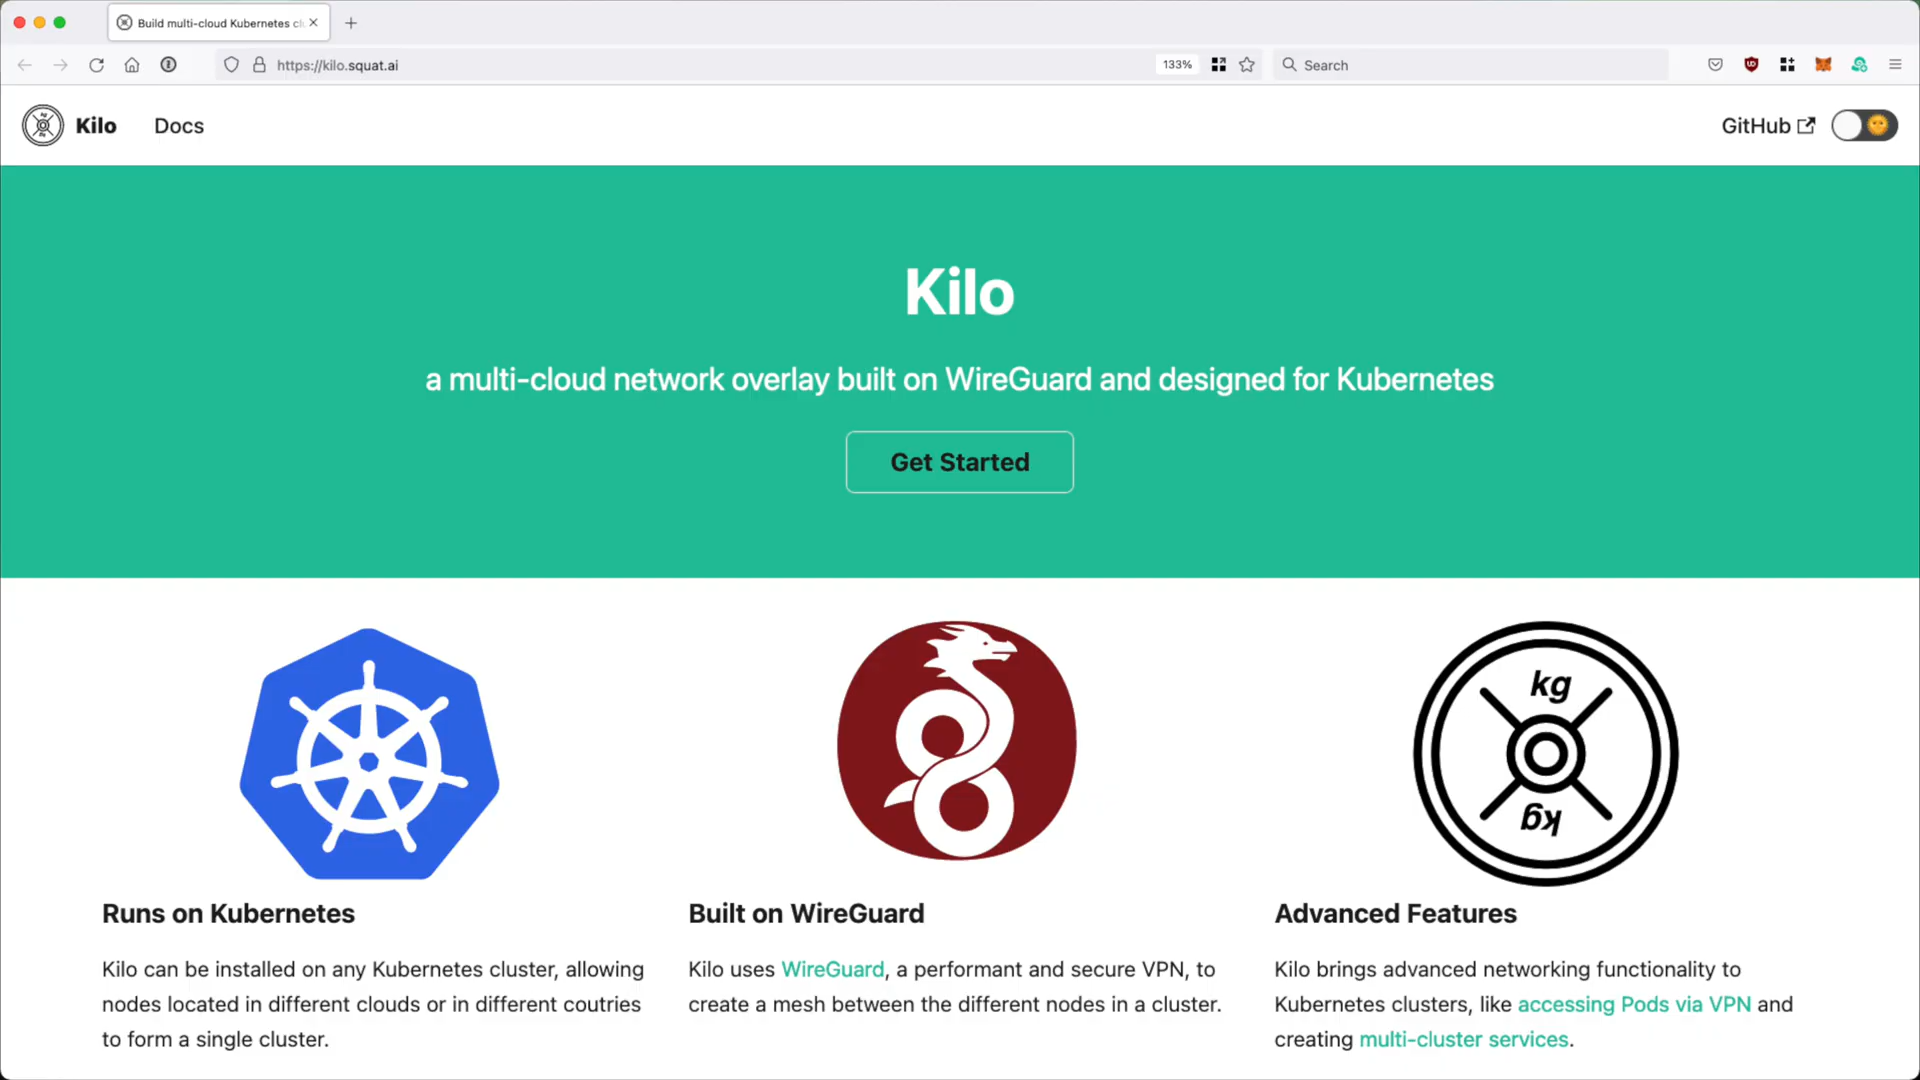 Build multi-cloud Kubernetes cl
https://kilo.squat.ai
133%
Search
Kilo
Docs
GitHub
Kilo
a multi-cloud network overlay built on WireGuard and designed for Kubernetes
Get Started
kg
kg
Runs on Kubernetes
Kilo can be installed on any Kubernetes cluster, allowing
nodes located in different clouds or in different coutries
to form a single cluster.
Built on WireGuard
Kilo uses WireGuard, a performant and secure VPN, to
create a mesh between the different nodes in a cluster.
Advanced Features
Kilo brings advanced networking functionality to
Kubernetes clusters, like accessing Pods via VPN and
creating multi-cluster services.